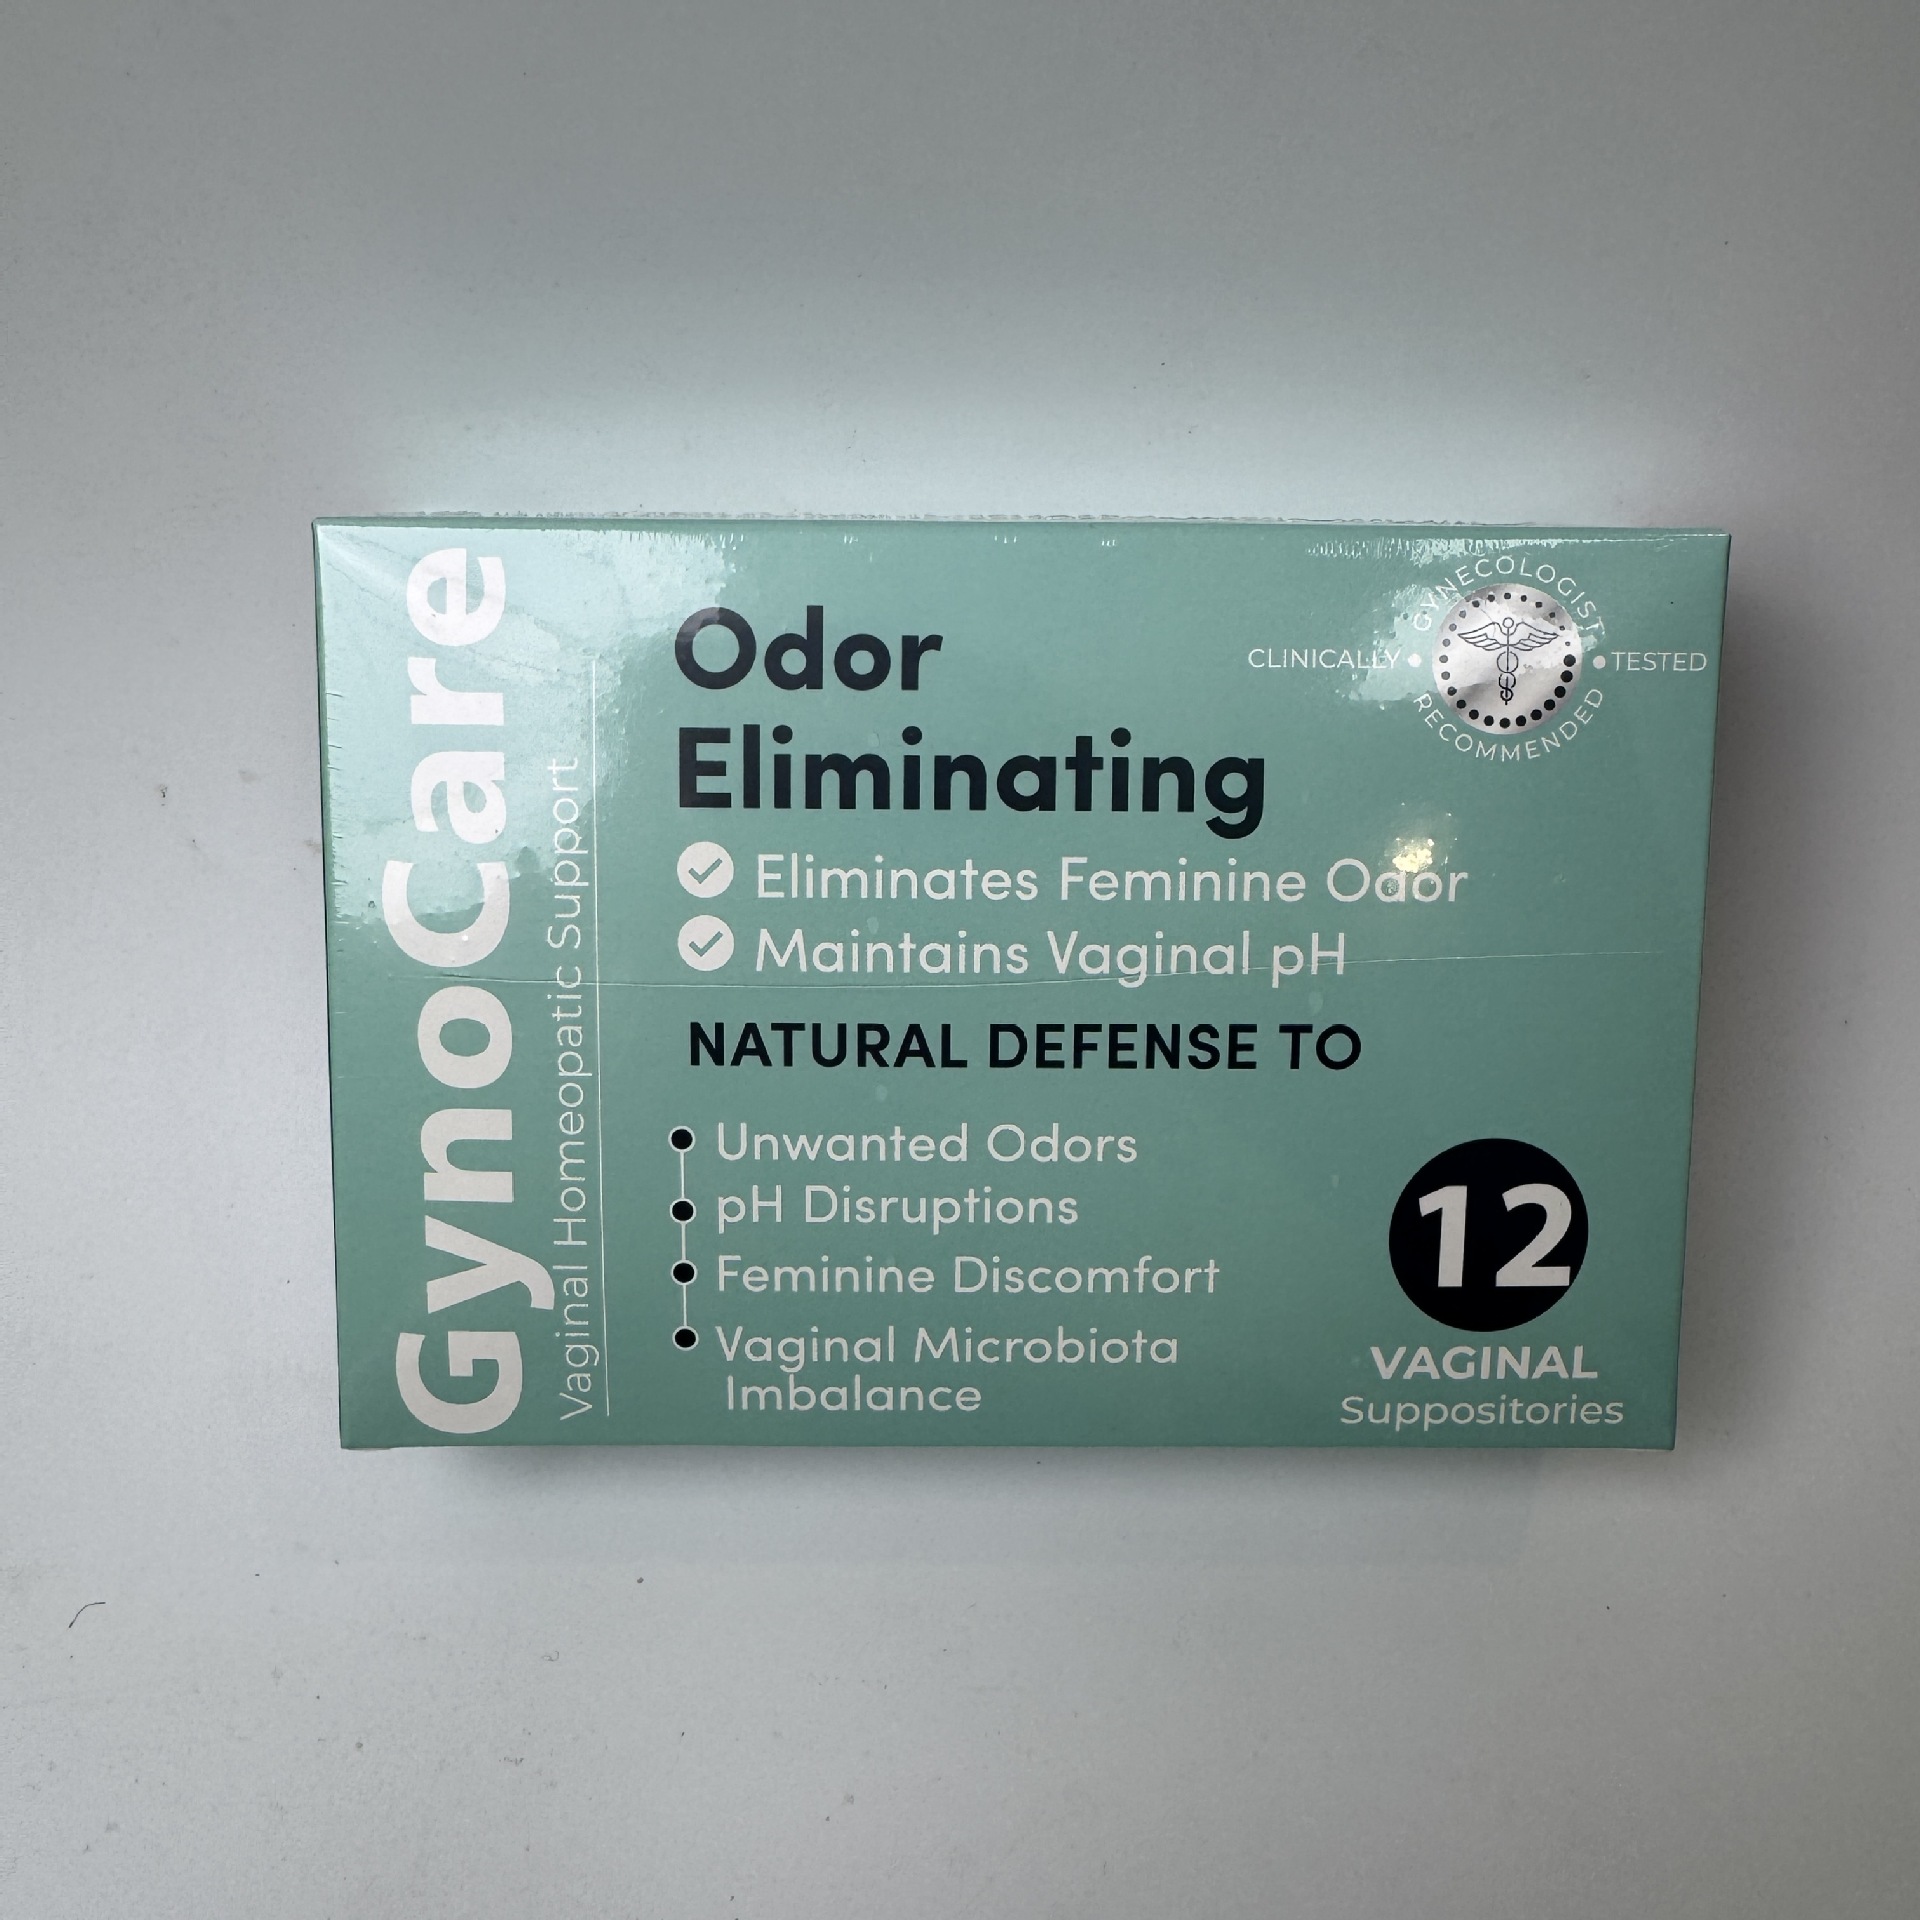 GynoCare
Vaginal Homeopatic Support
Odor
Eliminating
Eliminates Feminine Odor
Maintains Vaginal pH
NATURAL DEFENSE TO
Unwanted Odors
pH Disruptions
Feminine Discomfort
Vaginal Microbiota
Imbalance
GYNECOLOGIST
CLINICALLY • • TESTED
RECOMMENDED
12
VAGINAL
Suppositories